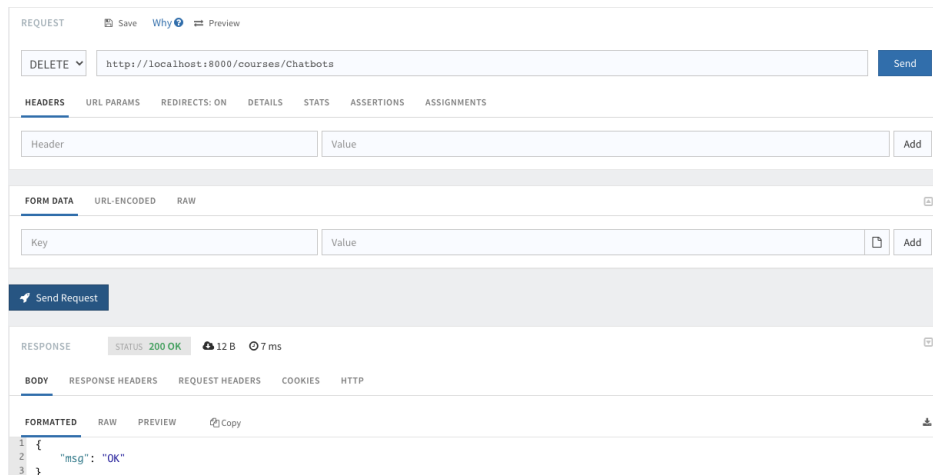 REQUEST Save Why Preview
DELETE http://localhost:8000/courses/Chatbots Send
HEADERS URL PARAMS REDIRECTS: ON DETAILS STATS ASSERTIONS ASSIGNMENTS
Header Value Add
FORM DATA URL-ENCODED RAW
Key Value Add
Send Request
RESPONSE STATUS 200 OK 12 B 7 ms
BODY RESPONSE HEADERS REQUEST HEADERS COOKIES HTTP
FORMATTED RAW PREVIEW Copy
1 {
2 "msg": "OK"
3 }